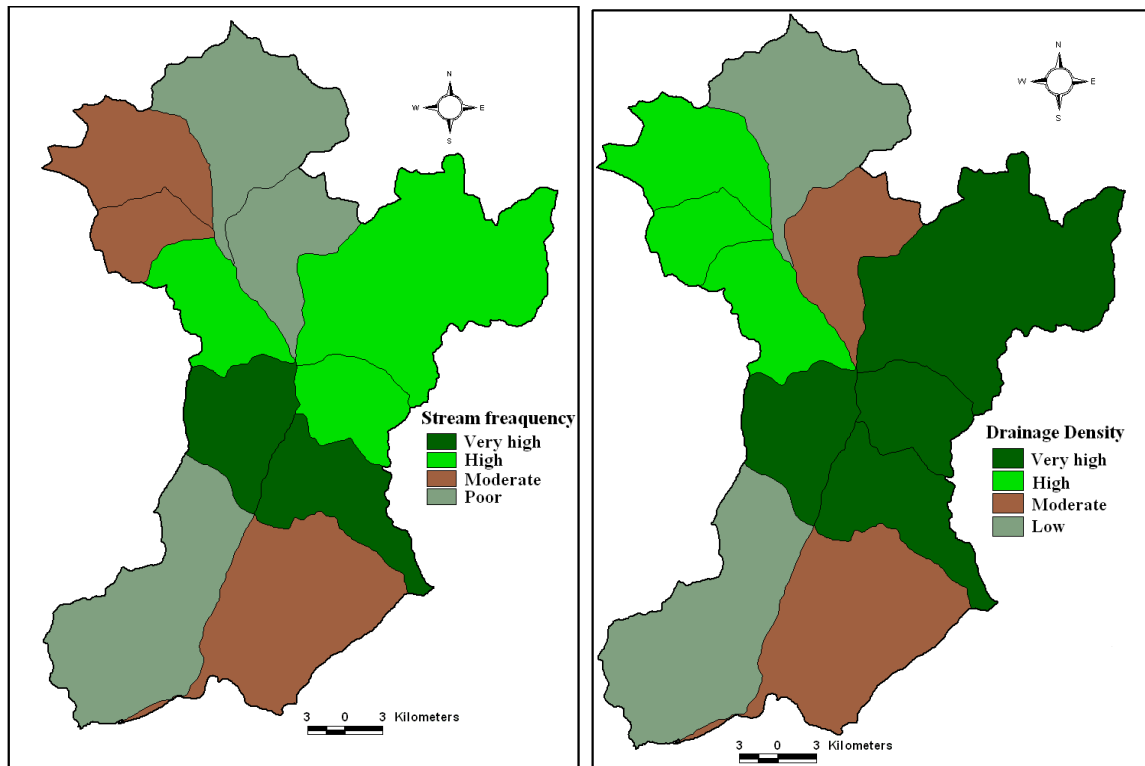 N
W E
S
Stream freaquency
Very high
High
Moderate
Poor
3 0 3 Kilometers
N
W E
S
Drainage Density
Very high
High
Moderate
Low
3 0 3 Kilometers